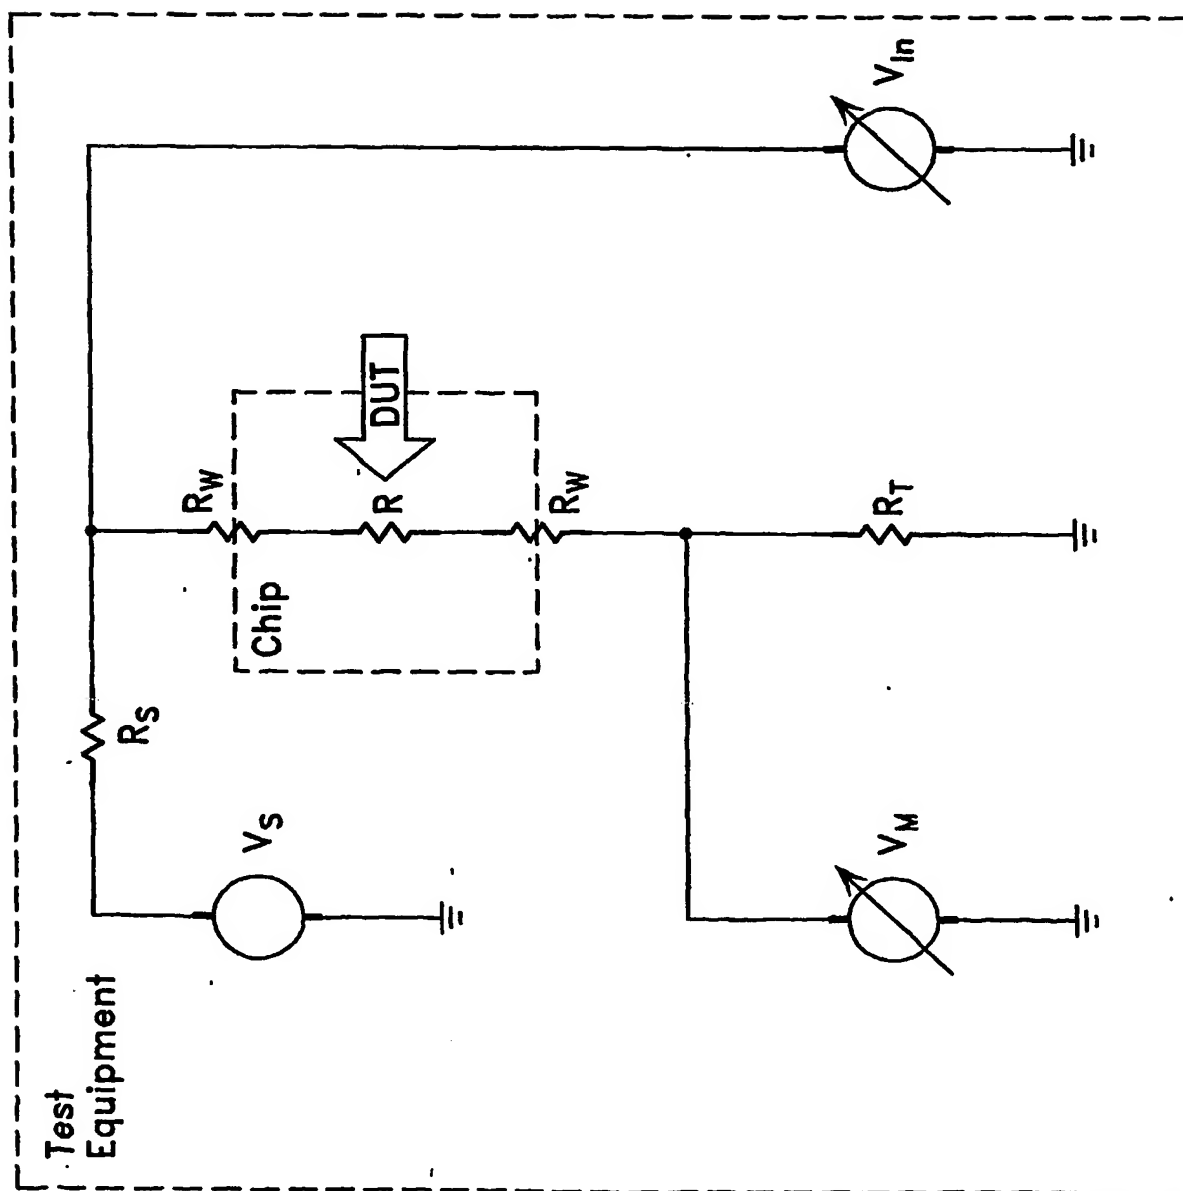 Test
Equipment
V_S
R_S
Chip
R_W
R
DUT
R_W
V_In
V_M
R_T